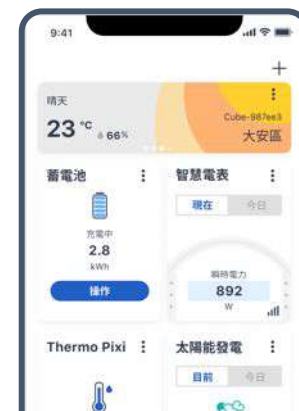 9:41
+
晴天
23 °C 66%
Cube-987ee3
大安區
蓄電池
充電中
2.8
kWh
操作
智慧電表
現在 今日
瞬時電力
892
W
Thermo Pixi
太陽能發電
目前 今日